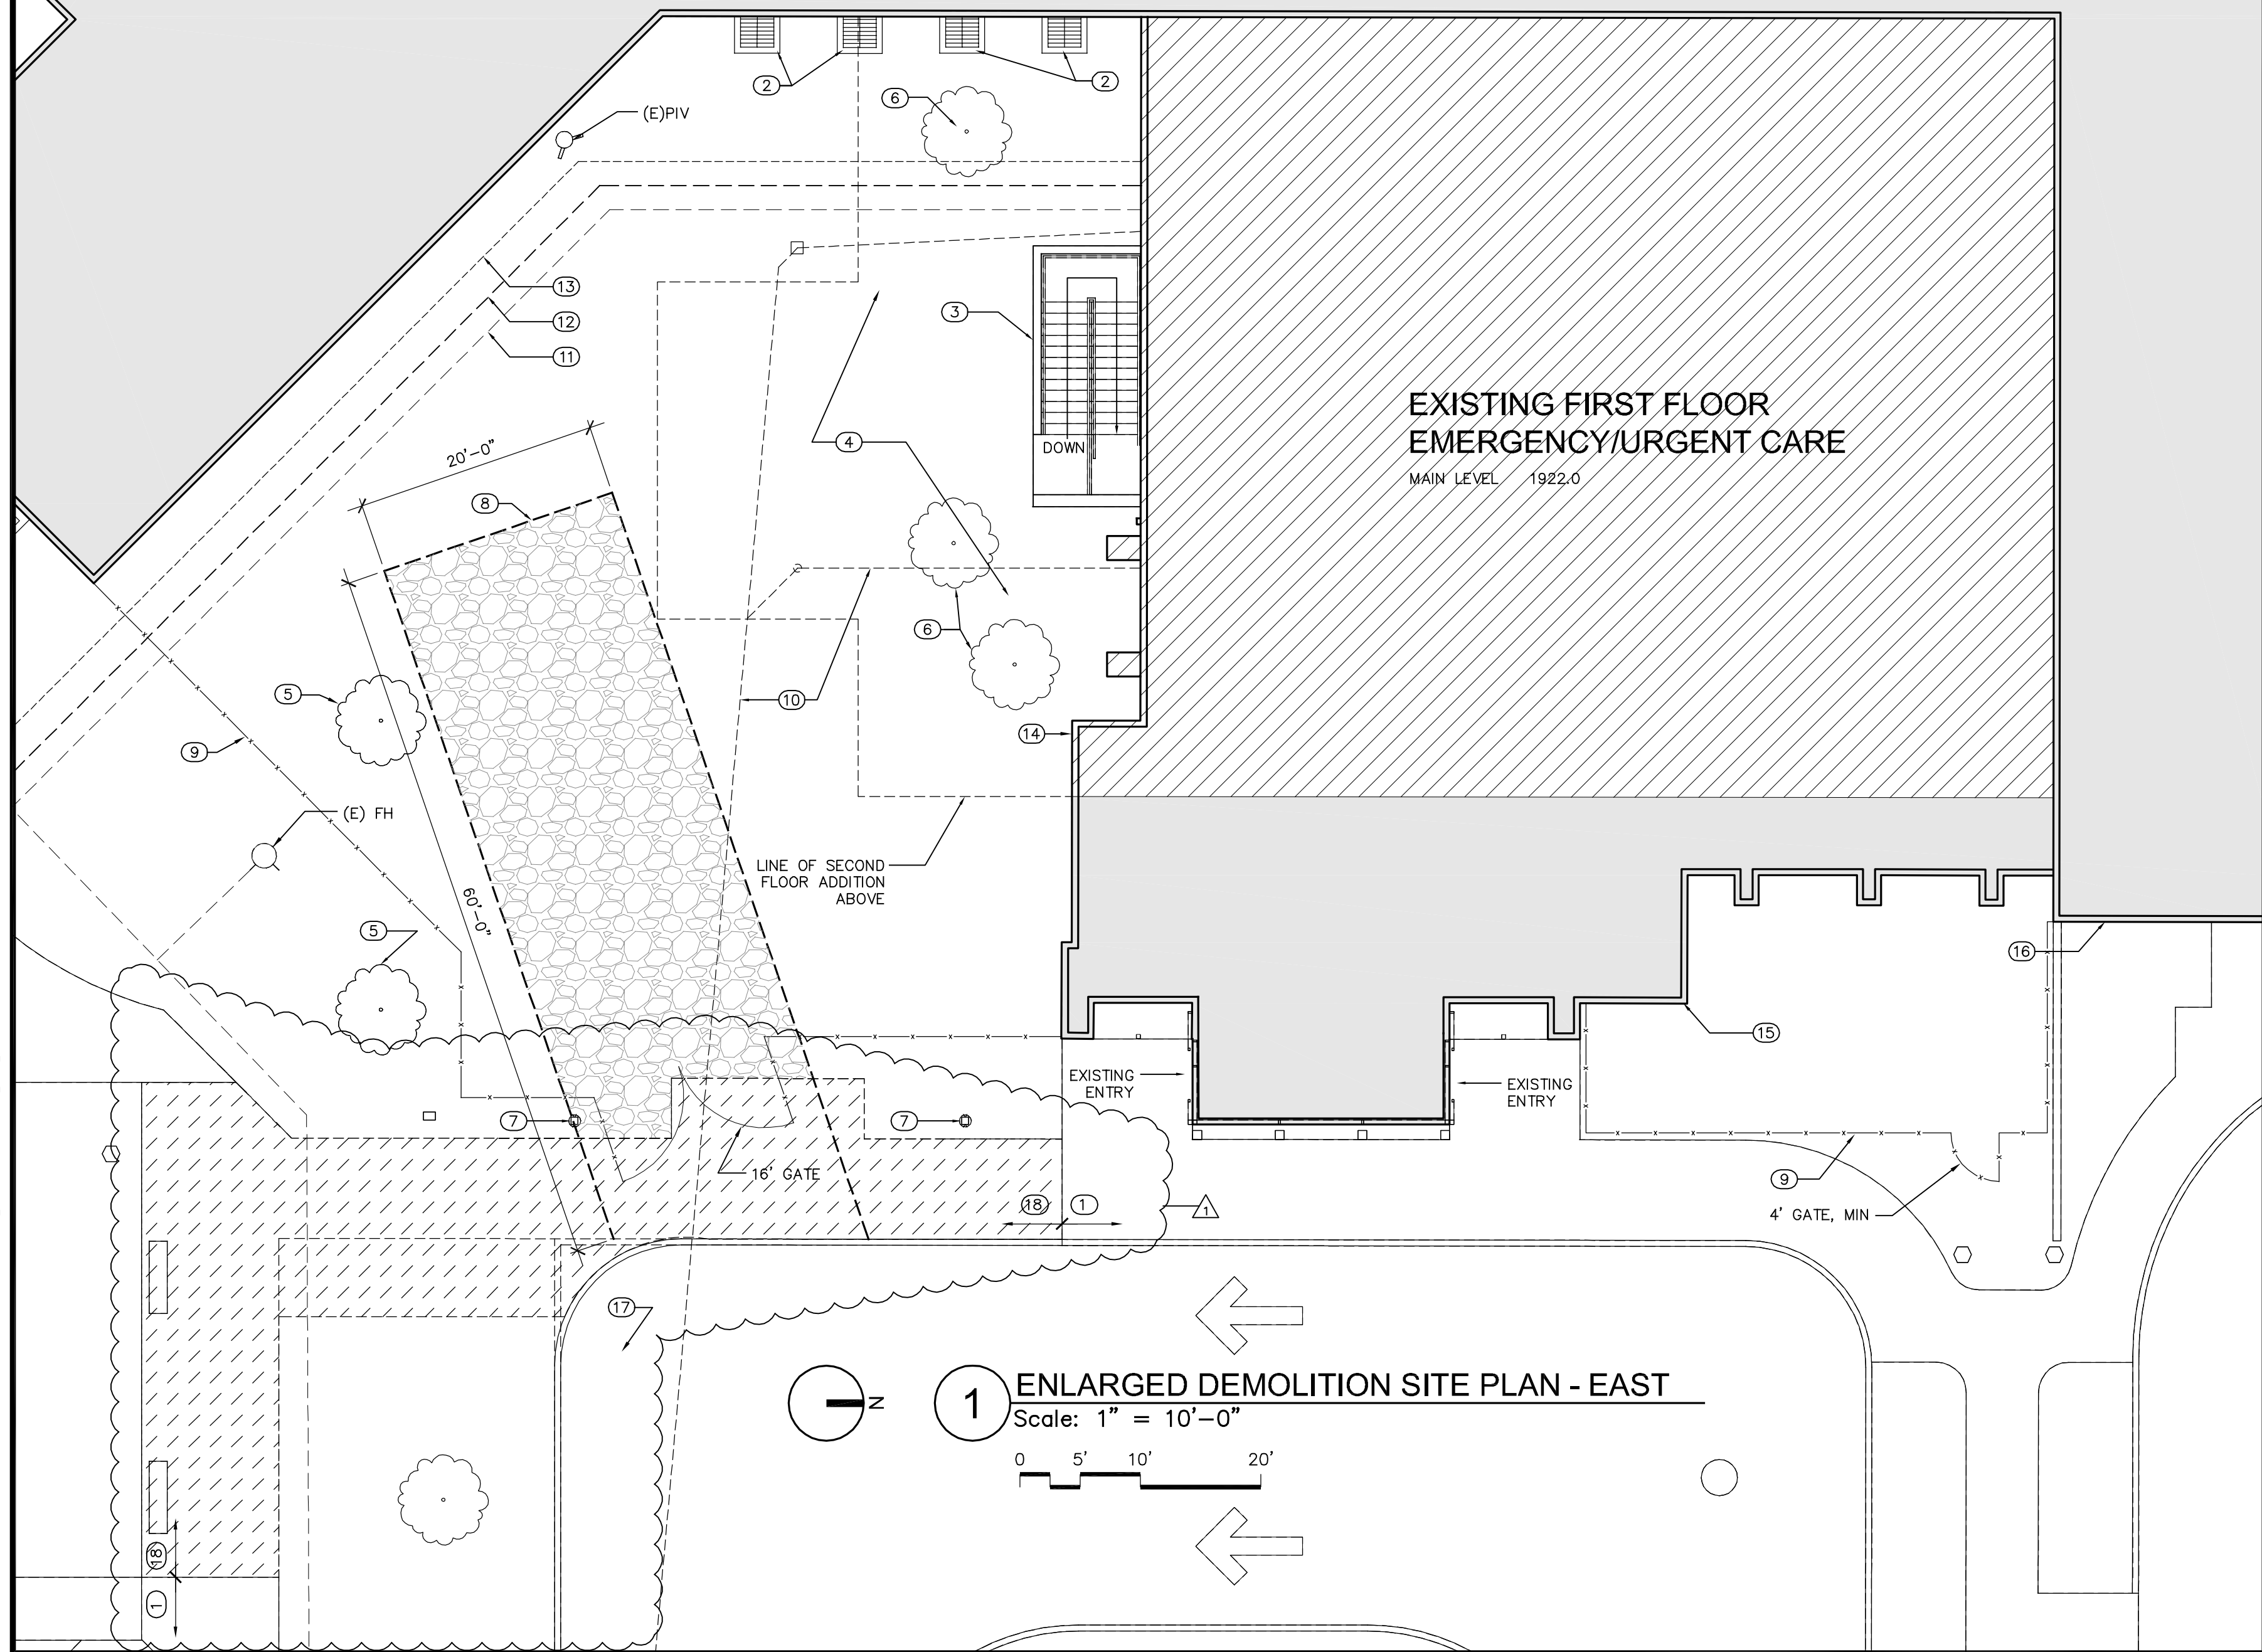 2
2
6
(E)PIV
13
12
11
3
20'-0"
4
DOWN
8
EXISTING FIRST FLOOR
EMERGENCY/URGENT CARE
MAIN LEVEL 1922.0
6
5
10
9
14
(E) FH
LINE OF SECOND
FLOOR ADDITION
ABOVE
60'-0"
5
16
15
EXISTING
ENTRY
EXISTING
ENTRY
7
7
16' GATE
9
4' GATE, MIN
18
1
1
17
N
1
ENLARGED DEMOLITION SITE PLAN - EAST
Scale: 1" = 10'-0"
0 5' 10' 20'
18
1